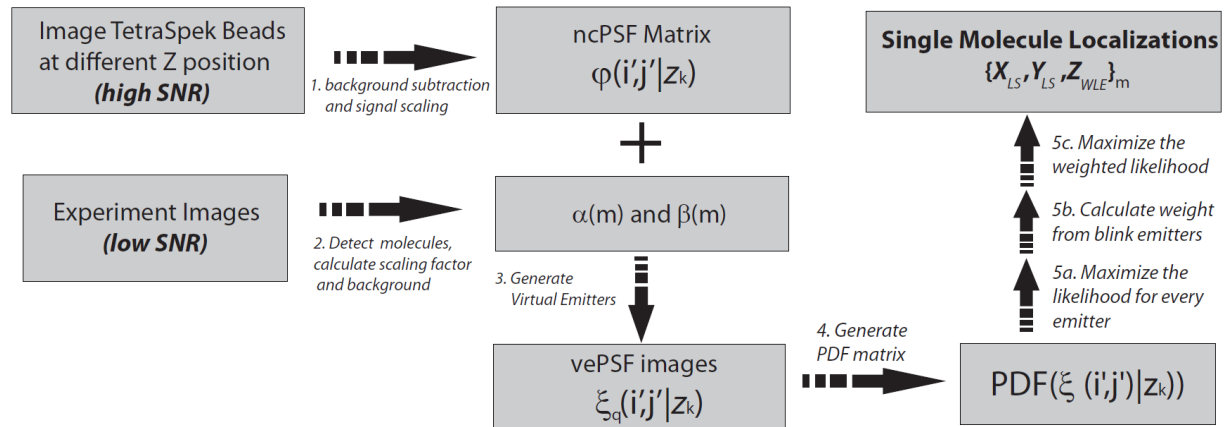 Image TetraSpek Beads
at different Z position
(high SNR)
1. background subtraction
and signal scaling
ncPSF Matrix
φ(i',j'|zk)
+
Experiment Images
(low SNR)
2. Detect molecules,
calculate scaling factor
and background
α(m) and β(m)
3. Generate
Virtual Emitters
vePSF images
ξq(i',j'|zk)
4. Generate
PDF matrix
PDF(ξ (i',j')|zk))
5a. Maximize the
likelihood for every
emitter
5b. Calculate weight
from blink emitters
5c. Maximize the
weighted likelihood
Single Molecule Localizations
{XLS,YLS,ZWLE}m